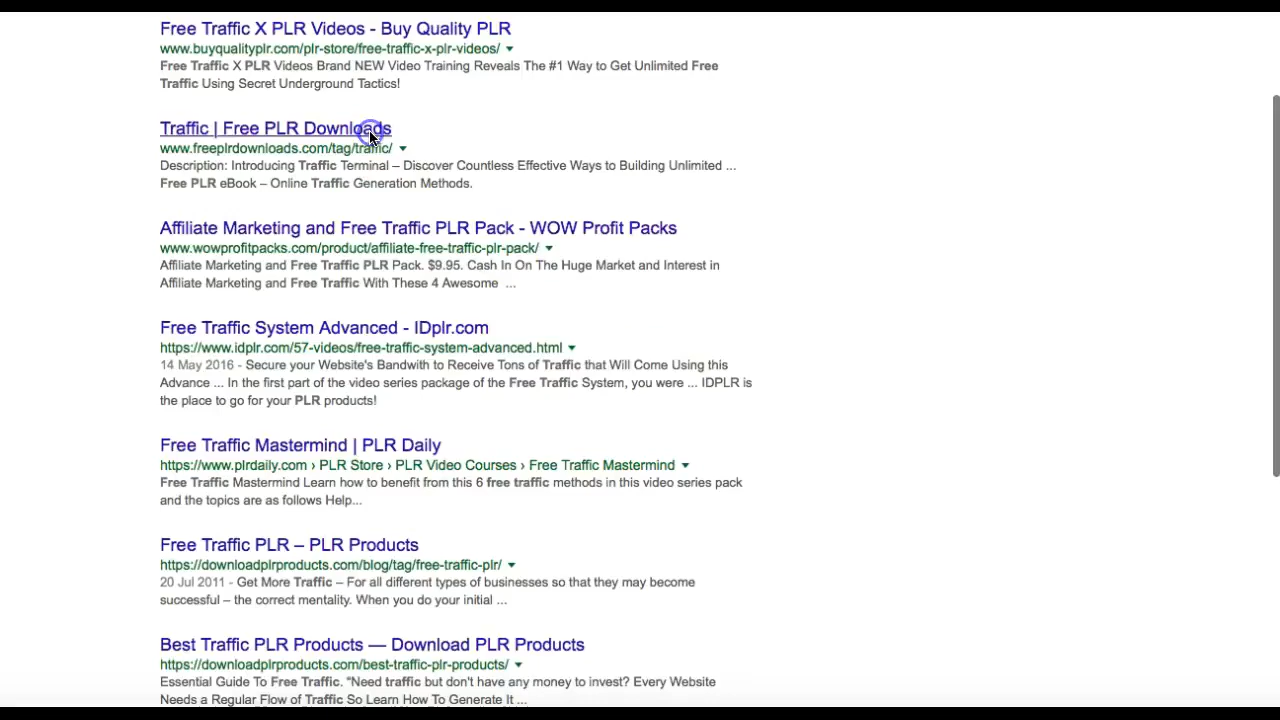 Free Traffic X PLR Videos - Buy Quality PLR
www.buyqualityplr.com/plr-store/free-traffic-x-plr-videos/
Free Traffic X PLR Videos Brand NEW Video Training Reveals The #1 Way to Get Unlimited Free
Traffic Using Secret Underground Tactics!
Traffic | Free PLR Downloads
www.freeplrdownloads.com/tag/traffic/
Description: Introducing Traffic Terminal – Discover Countless Effective Ways to Building Unlimited ...
Free PLR eBook – Online Traffic Generation Methods.
Affiliate Marketing and Free Traffic PLR Pack - WOW Profit Packs
www.wowprofitpacks.com/product/affiliate-free-traffic-plr-pack/
Affiliate Marketing and Free Traffic PLR Pack. $9.95. Cash In On The Huge Market and Interest in
Affiliate Marketing and Free Traffic With These 4 Awesome ...
Free Traffic System Advanced - IDplr.com
https://www.idplr.com/57-videos/free-traffic-system-advanced.html
14 May 2016 - Secure your Website's Bandwith to Receive Tons of Traffic that Will Come Using this
Advance ... In the first part of the video series package of the Free Traffic System, you were ... IDPLR is
the place to go for your PLR products!
Free Traffic Mastermind | PLR Daily
https://www.plrdaily.com › PLR Store › PLR Video Courses › Free Traffic Mastermind
Free Traffic Mastermind Learn how to benefit from this 6 free traffic methods in this video series pack
and the topics are as follows Help...
Free Traffic PLR – PLR Products
https://downloadplrproducts.com/blog/tag/free-traffic-plr/
20 Jul 2011 - Get More Traffic – For all different types of businesses so that they may become
successful – the correct mentality. When you do your initial ...
Best Traffic PLR Products — Download PLR Products
https://downloadplrproducts.com/best-traffic-plr-products/
Essential Guide To Free Traffic. "Need traffic but don't have any money to invest? Every Website
Needs a Regular Flow of Traffic So Learn How To Generate It ...